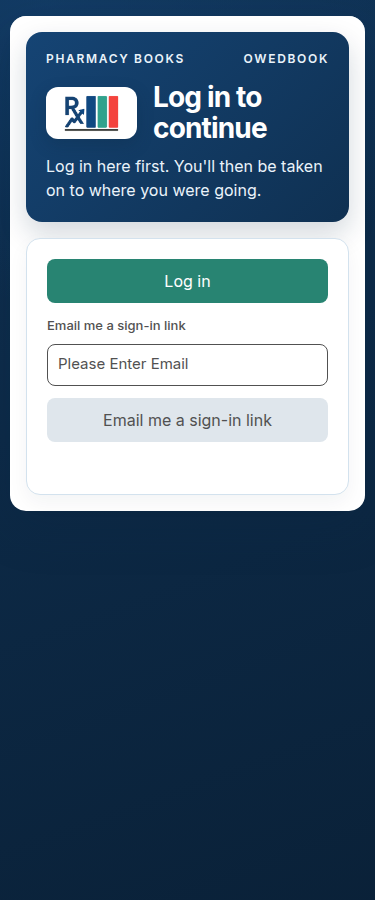 PHARMACY BOOKS
OWEDBOOK
Rx
Log in to
continue
Log in here first. You'll then be taken
on to where you were going.
Log in
Email me a sign-in link
Please Enter Email
Email me a sign-in link